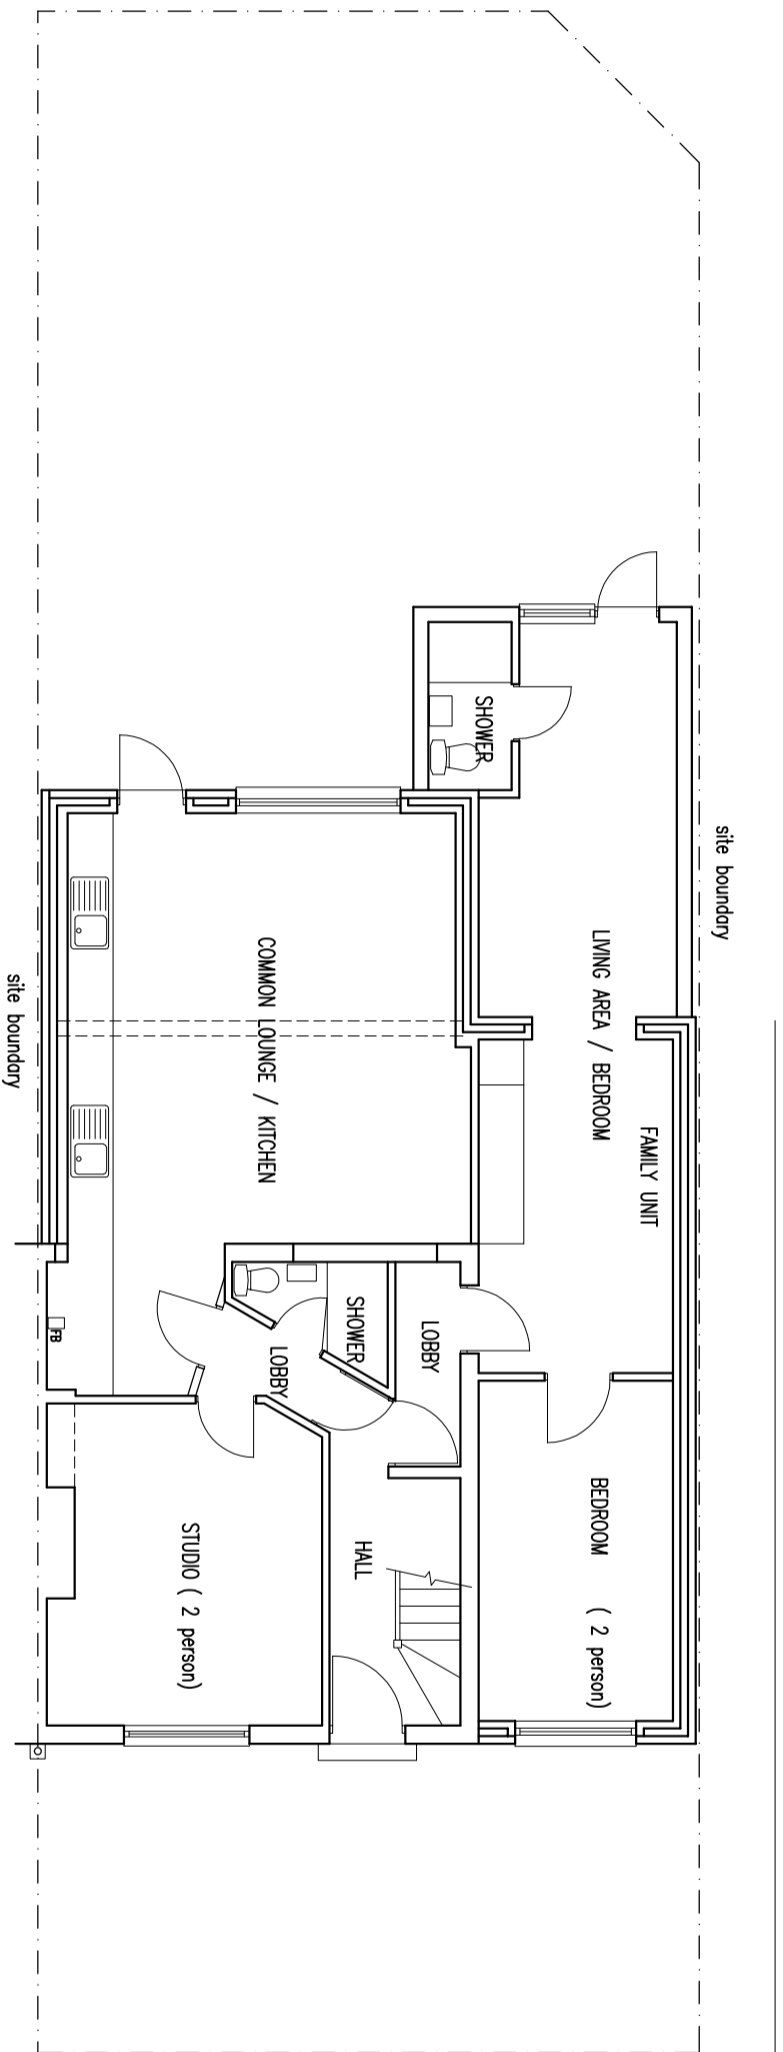 site boundary
SHOWER
LIVING AREA / BEDROOM
FAMILY UNIT
BEDROOM ( 2 person)
COMMON LOUNGE / KITCHEN
SHOWER
LOBBY
LOBBY
HALL
STUDIO ( 2 person)
FB
site boundary